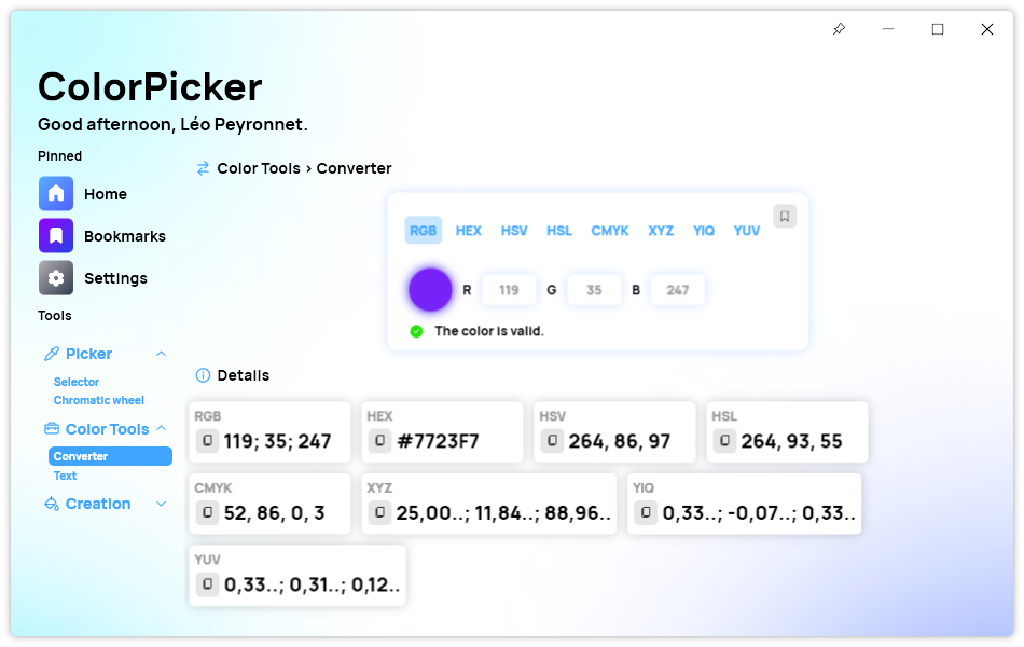 ColorPicker
Good afternoon, Léo Peyronnet.
Pinned
Home
Bookmarks
Settings
Tools
Picker
Selector
Chromatic wheel
Color Tools
Converter
Text
Creation
Color Tools > Converter
RGB HEX HSV HSL CMYK XYZ YIQ YUV
R 119 G 35 B 247
The color is valid.
Details
RGB
119; 35; 247
HEX
#7723F7
HSV
264, 86, 97
HSL
264, 93, 55
CMYK
52, 86, 0, 3
XYZ
25,00..; 11,84..; 88,96..
YIQ
0,33..; -0,07..; 0,33..
YUV
0,33..; 0,31..; 0,12..